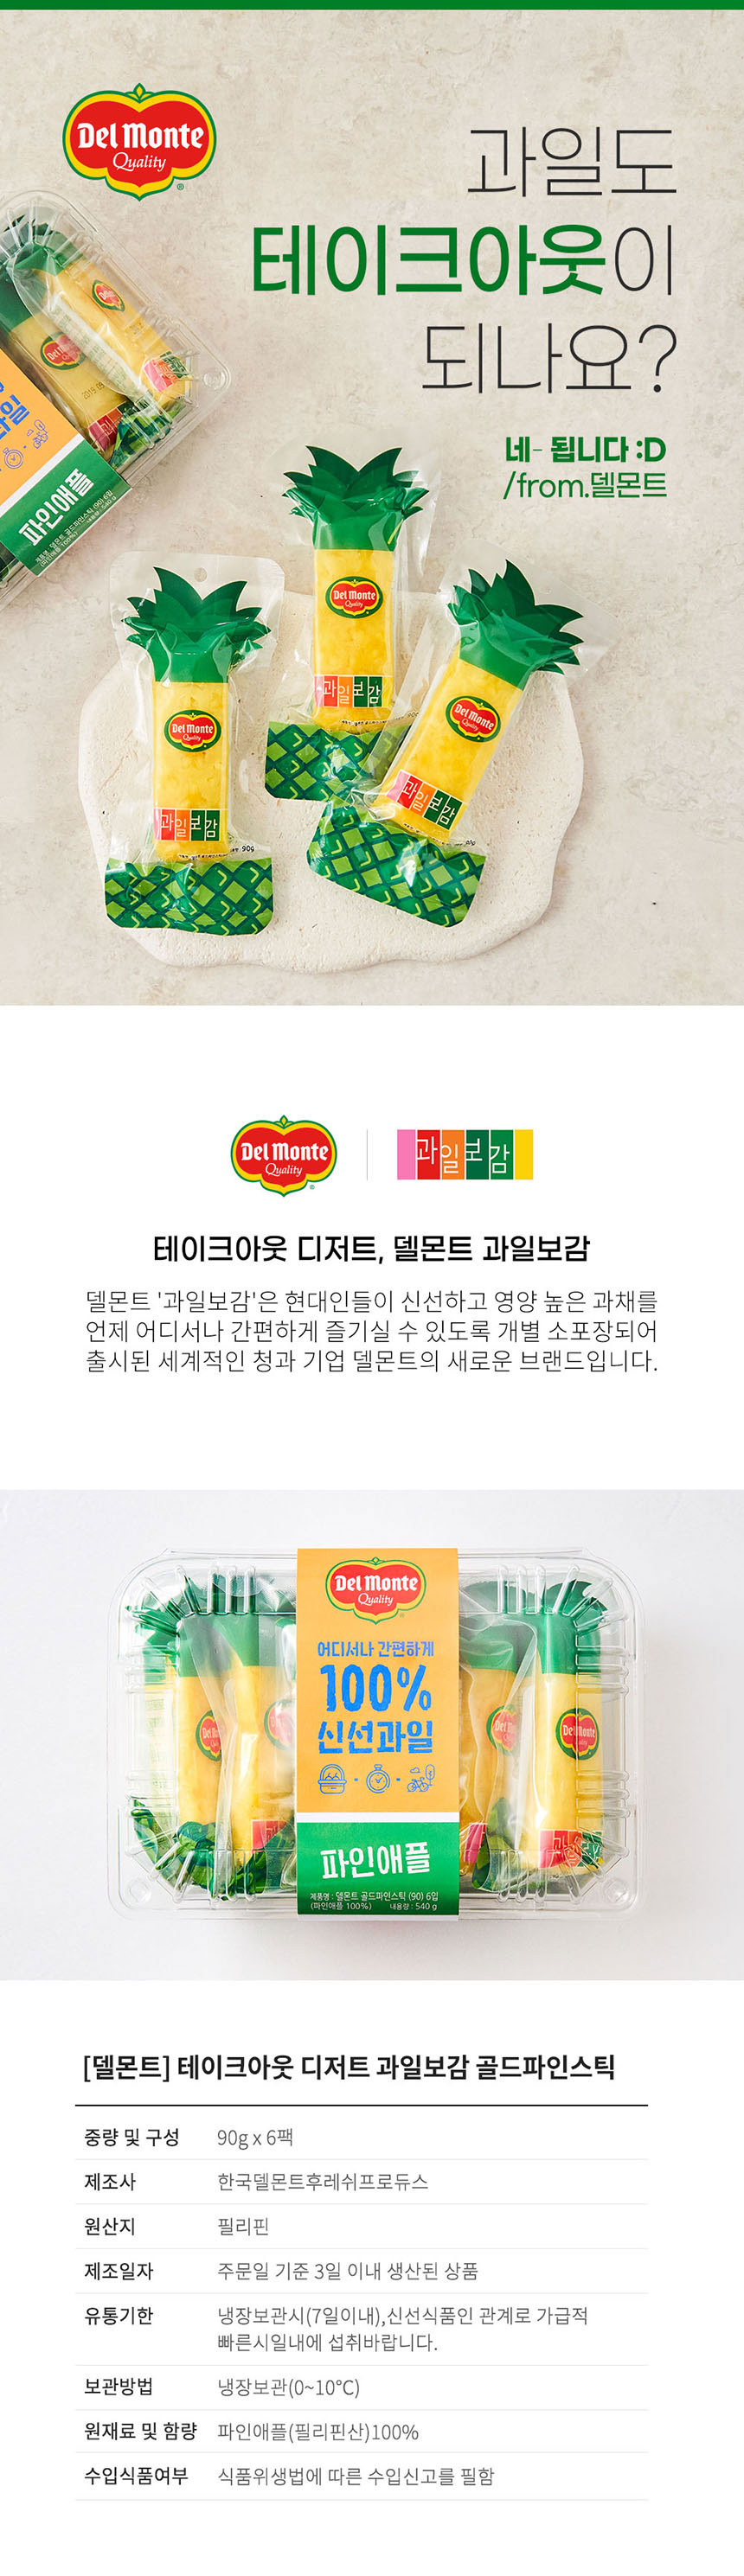 Del Monte
Quality
®
과일도
테이크아웃이
되나요?
네- 됩니다 :D
/from.델몬트
파인애플
Del Monte
Quality
과일보감
90g
Del Monte
Quality
과일보감
Del Monte
Quality
과일보감
90g
Del Monte
Quality
과일보감
테이크아웃 디저트, 델몬트 과일보감
델몬트 '과일보감'은 현대인들이 신선하고 영양 높은 과채를
언제 어디서나 간편하게 즐기실 수 있도록 개별 소포장되어
출시된 세계적인 청과 기업 델몬트의 새로운 브랜드입니다.
Del Monte
Quality
어디서나 간편하게
100%
신선과일
Del Monte
파인애플
제품명 : 델몬트 골드파인스틱 (90) 6입
(파인애플 100%) 내용량 : 540 g
[델몬트] 테이크아웃 디저트 과일보감 골드파인스틱
중량 및 구성 90g x 6팩
제조사 한국델몬트후레쉬프로듀스
원산지 필리핀
제조일자 주문일 기준 3일 이내 생산된 상품
유통기한 냉장보관시(7일이내),신선식품인 관계로 가급적
빠른시일내에 섭취바랍니다.
보관방법 냉장보관(0~10℃)
원재료 및 함량 파인애플(필리핀산)100%
수입식품여부 식품위생법에 따른 수입신고를 필함